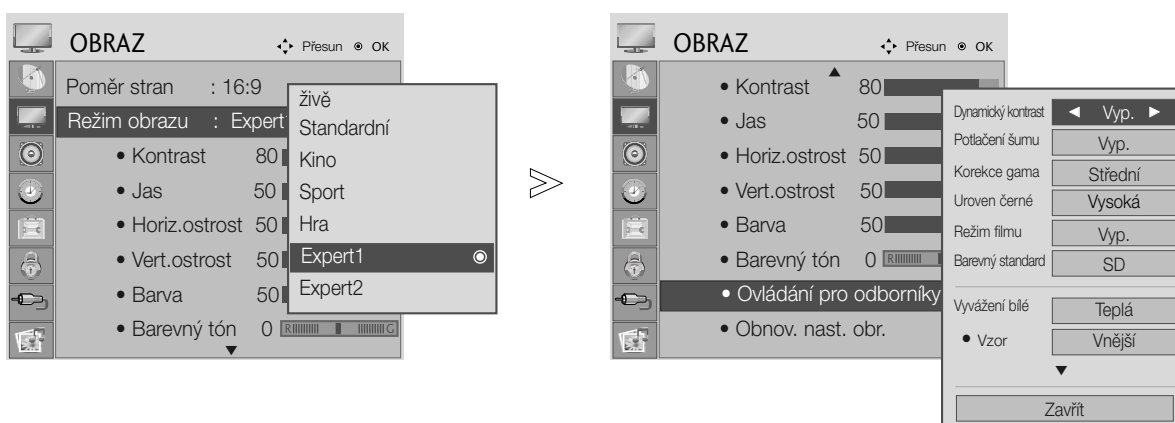 OBRAZ
Přesun OK
Poměr stran : 16:9
Režim obrazu : Expert
• Kontrast 80
• Jas 50
• Horiz.ostrost 50
• Vert.ostrost 50
• Barva 50
• Barevný tón 0 R G
živě
Standardní
Kino
Sport
Hra
Expert1
Expert2
OBRAZ
Přesun OK
• Kontrast 80
• Jas 50
• Horiz.ostrost 50
• Vert.ostrost 50
• Barva 50
• Barevný tón 0 R
• Ovládání pro odborníky
• Obnov. nast. obr.
Dynamický kontrast Vyp.
Potlačení šumu Vyp.
Korekce gama Střední
Uroven černé Vysoká
Režim filmu Vyp.
Barevný standard SD
Vyvážení bílé Teplá
• Vzor Vnější
Zavřít